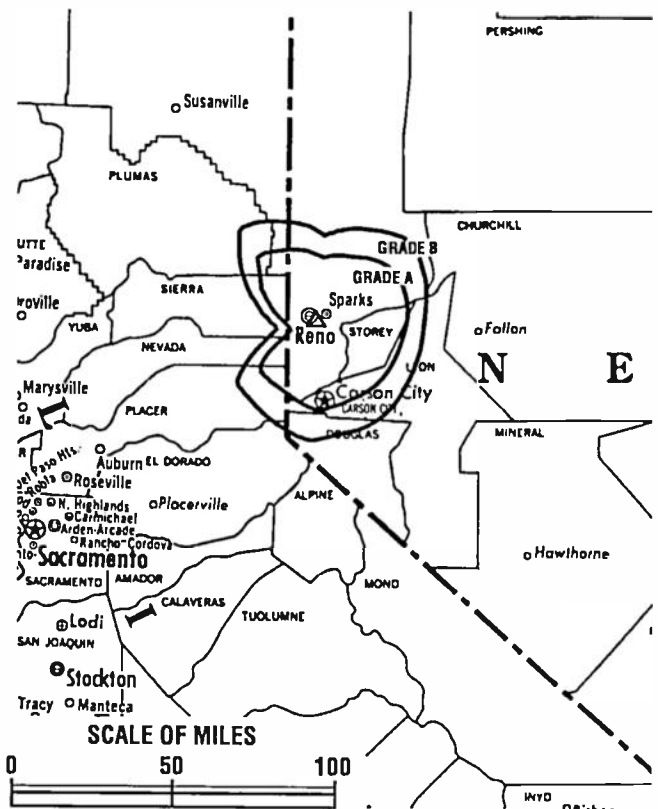 PERSHING
Susanville
PLUMAS
CHURCHILL
GRADE B
GRADE A
UTTE
Paradise
SIERRA
Sparks
Reno
STOREY
Fallon
roville
YUBA
NEVADA
N E
Marysville
Carson City
CARSON CITY
PLACER
DOUGLAS
MINERAL
Auburn
EL DORADO
Roseville
ALPINE
Placerville
N. Highlands
Carmichael
Arden-Arcade
Rancho-Cordova
Sacramento
Hawthorne
SACRAMENTO
AMADOR
MONO
CALAVERAS
TUOLUMNE
Lodi
SAN JOAQUIN
Stockton
Tracy
Manteca
SCALE OF MILES
0 50 100
INYO